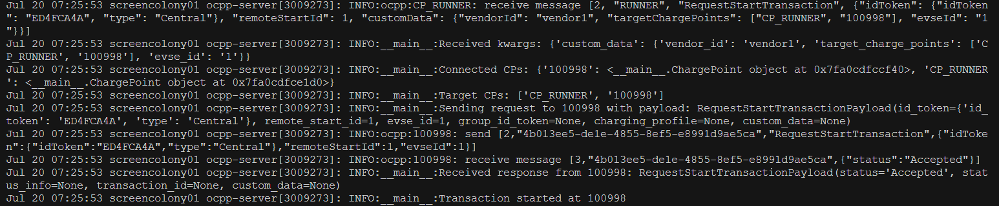 Jul 20 07:25:53 screencolony01 ocpp-server[3009273]: INFO:ocpp:CP_RUNNER: receive message [2, "RUNNER", "RequestStartTransaction", {"idToken": {"idToken
": "ED4FCA4A", "type": "Central"}, "remoteStartId": 1, "customData": {"vendorId": "vendor1", "targetChargePoints": ["CP_RUNNER", "100998"], "evseId": "1
"}}]
Jul 20 07:25:53 screencolony01 ocpp-server[3009273]: INFO:__main__:Received kwargs: {'custom_data': {'vendor_id': 'vendor1', 'target_charge_points': ['C
P_RUNNER', '100998'], 'evse_id': '1'}}
Jul 20 07:25:53 screencolony01 ocpp-server[3009273]: INFO:__main__:Connected CPs: {'100998': <__main__.ChargePoint object at 0x7fa0cdfccf40>, 'CP_RUNNER
': <__main__.ChargePoint object at 0x7fa0cdfce1d0>}
Jul 20 07:25:53 screencolony01 ocpp-server[3009273]: INFO:__main__:Target CPs: ['CP_RUNNER', '100998']
Jul 20 07:25:53 screencolony01 ocpp-server[3009273]: INFO:__main__:Sending request to 100998 with payload: RequestStartTransactionPayload(id_token={'id_
token': 'ED4FCA4A', 'type': 'Central'}, remote_start_id=1, evse_id=1, group_id_token=None, charging_profile=None, custom_data=None)
Jul 20 07:25:53 screencolony01 ocpp-server[3009273]: INFO:ocpp:100998: send [2,"4b013ee5-de1e-4855-8ef5-e8991d9ae5ca","RequestStartTransaction",{"idToke
n":{"idToken":"ED4FCA4A","type":"Central"},"remoteStartId":1,"evseId":1}]
Jul 20 07:25:53 screencolony01 ocpp-server[3009273]: INFO:ocpp:100998: receive message [3,"4b013ee5-de1e-4855-8ef5-e8991d9ae5ca",{"status":"Accepted"}]
Jul 20 07:25:53 screencolony01 ocpp-server[3009273]: INFO:__main__:Received response from 100998: RequestStartTransactionPayload(status='Accepted', stat
us_info=None, transaction_id=None, custom_data=None)
Jul 20 07:25:53 screencolony01 ocpp-server[3009273]: INFO:__main__:Transaction started at 100998